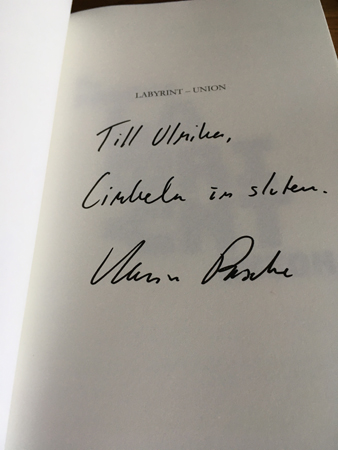 LABYRINT – UNION
Till Ulrika,
Cirkeln är sluten.